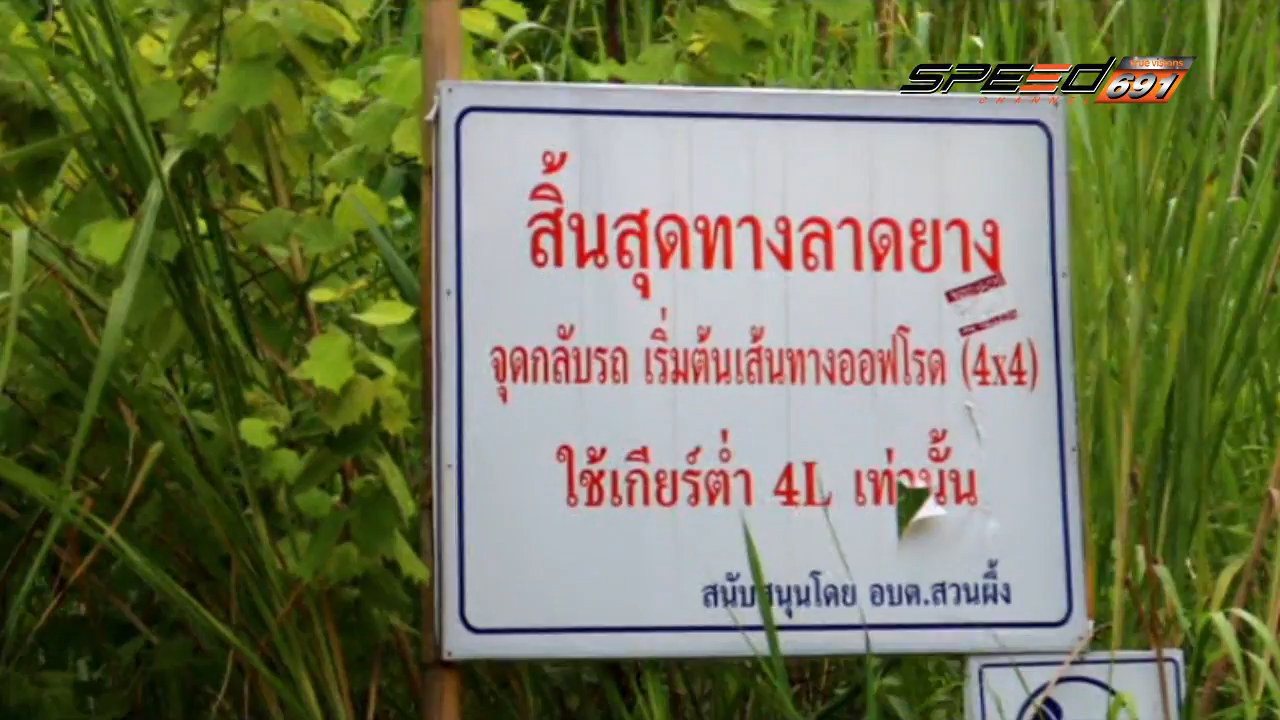 SPEED
true visions
CHANNEL 691
สิ้นสุดทางลาดยาง
จุดกลับรถ เริ่มต้นเส้นทางออฟโรด (4x4)
ใช้เกียร์ต่ำ 4L เท่านั้น
สนับสนุนโดย อบต.สวนผึ้ง